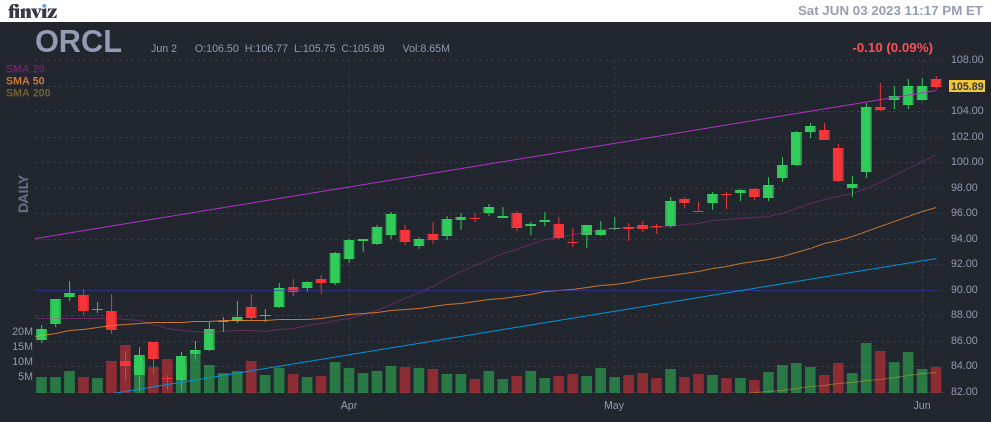 finviz
Sat JUN 03 2023 11:17 PM ET
ORCL
Jun 2 O:106.50 H:106.77 L:105.75 C:105.89 Vol:8.65M
-0.10 (0.09%)
SMA 20
SMA 50
SMA 200
DAILY
108.00
105.89
104.00
102.00
100.00
98.00
96.00
94.00
92.00
90.00
88.00
86.00
84.00
82.00
20M
15M
10M
5M
Apr
May
Jun